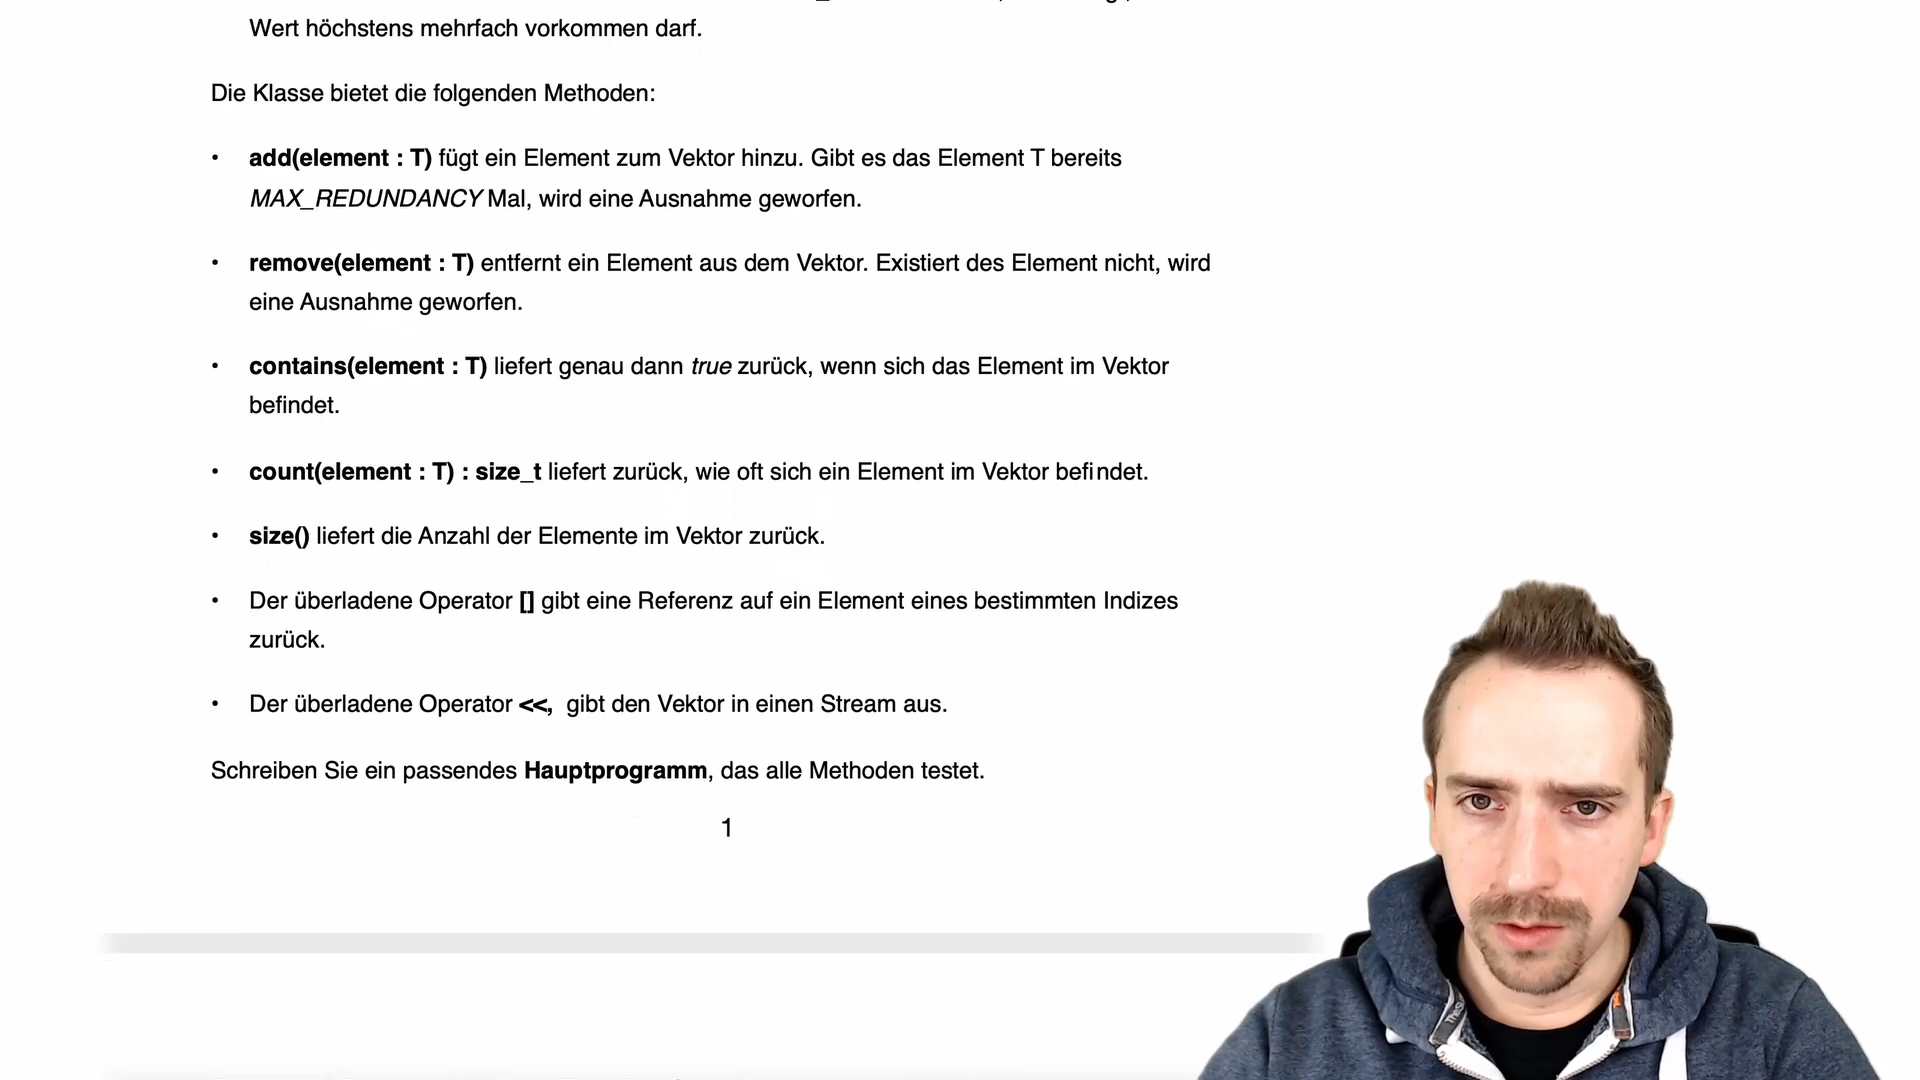 Wert höchstens mehrfach vorkommen darf.
Die Klasse bietet die folgenden Methoden:
• add(element : T) fügt ein Element zum Vektor hinzu. Gibt es das Element T bereits
MAX_REDUNDANCY Mal, wird eine Ausnahme geworfen.
• remove(element : T) entfernt ein Element aus dem Vektor. Existiert des Element nicht, wird
eine Ausnahme geworfen.
• contains(element : T) liefert genau dann true zurück, wenn sich das Element im Vektor
befindet.
• count(element : T) : size_t liefert zurück, wie oft sich ein Element im Vektor befindet.
• size() liefert die Anzahl der Elemente im Vektor zurück.
• Der überladene Operator [] gibt eine Referenz auf ein Element eines bestimmten Indizes
zurück.
• Der überladene Operator <<, gibt den Vektor in einen Stream aus.
Schreiben Sie ein passendes Hauptprogramm, das alle Methoden testet.
1